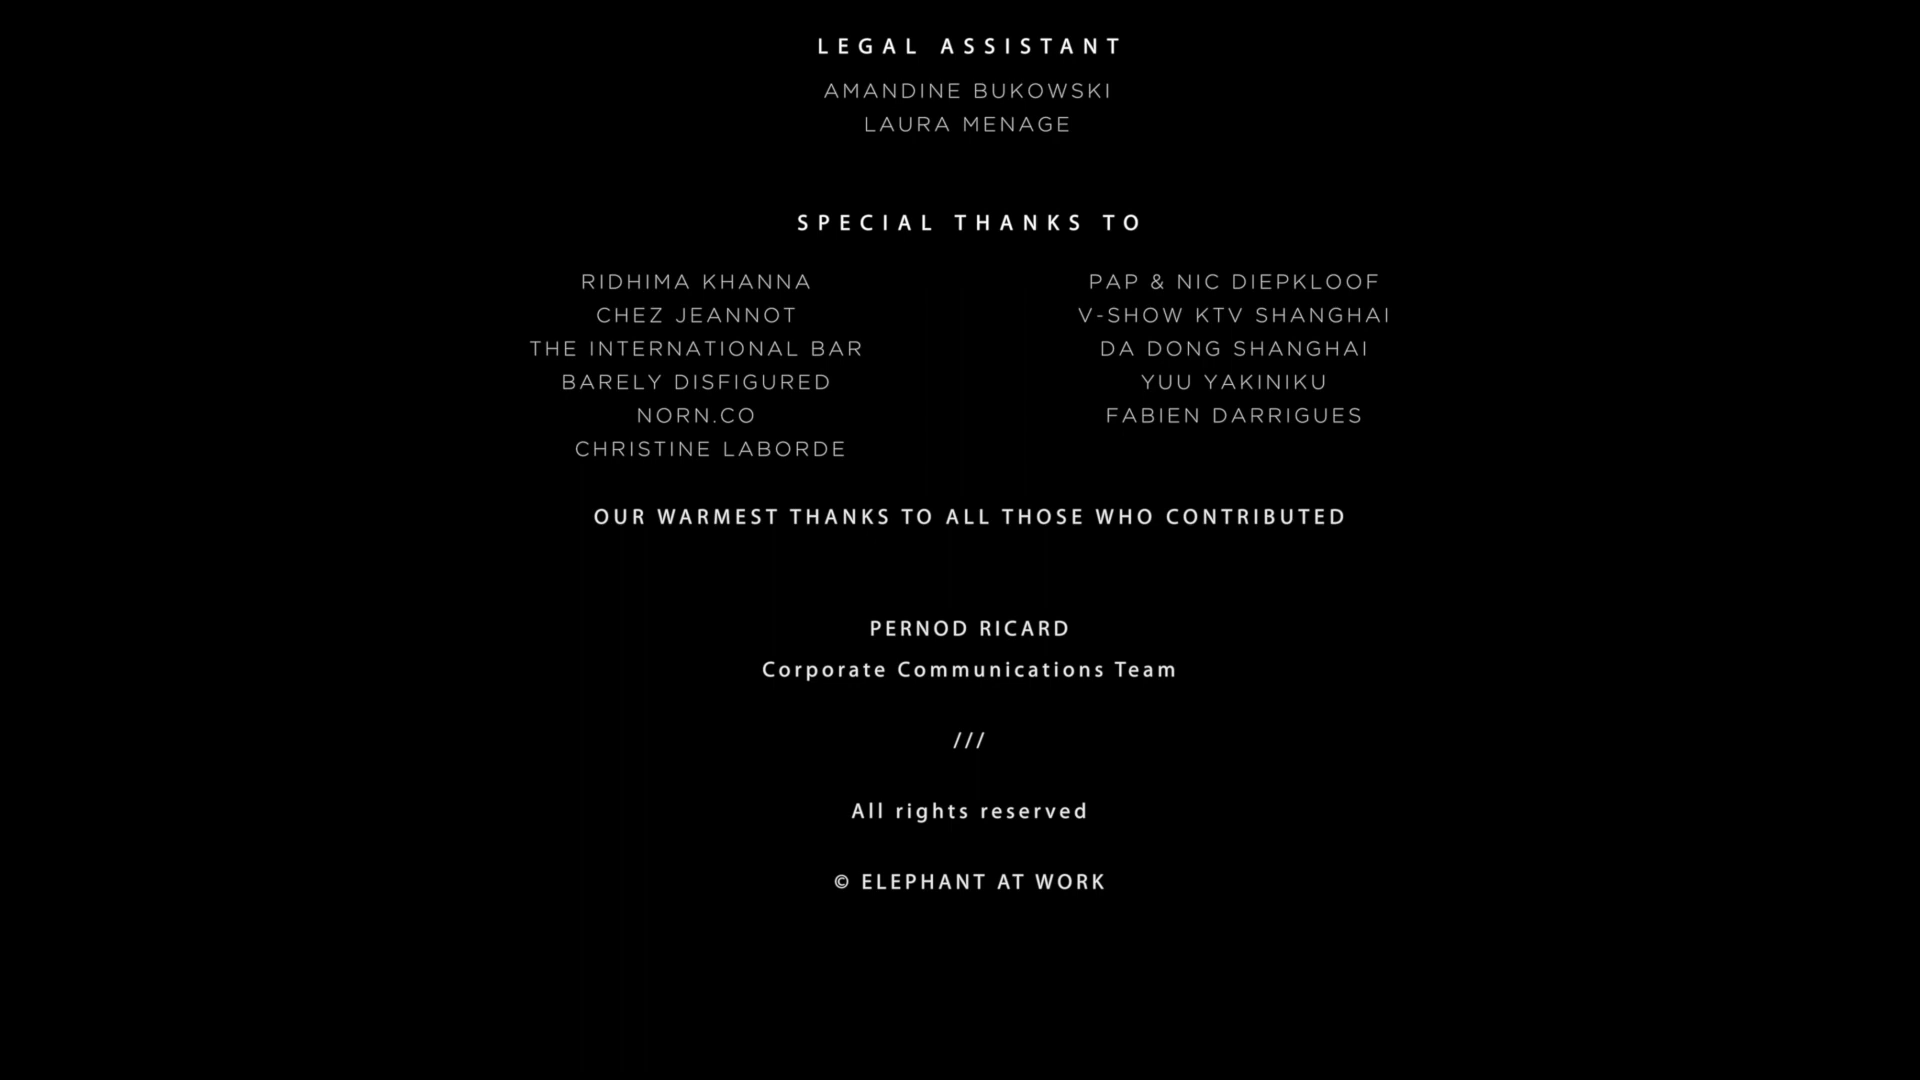 LEGAL ASSISTANT
AMANDINE BUKOWSKI
LAURA MENAGE
SPECIAL THANKS TO
RIDHIMA KHANNA
CHEZ JEANNOT
THE INTERNATIONAL BAR
BARELY DISFIGURED
NORN.CO
CHRISTINE LABORDE
PAP & NIC DIEPKLOOF
V-SHOW KTV SHANGHAI
DA DONG SHANGHAI
YUU YAKINIKU
FABIEN DARRIGUES
OUR WARMEST THANKS TO ALL THOSE WHO CONTRIBUTED
PERNOD RICARD
Corporate Communications Team
///
All rights reserved
© ELEPHANT AT WORK